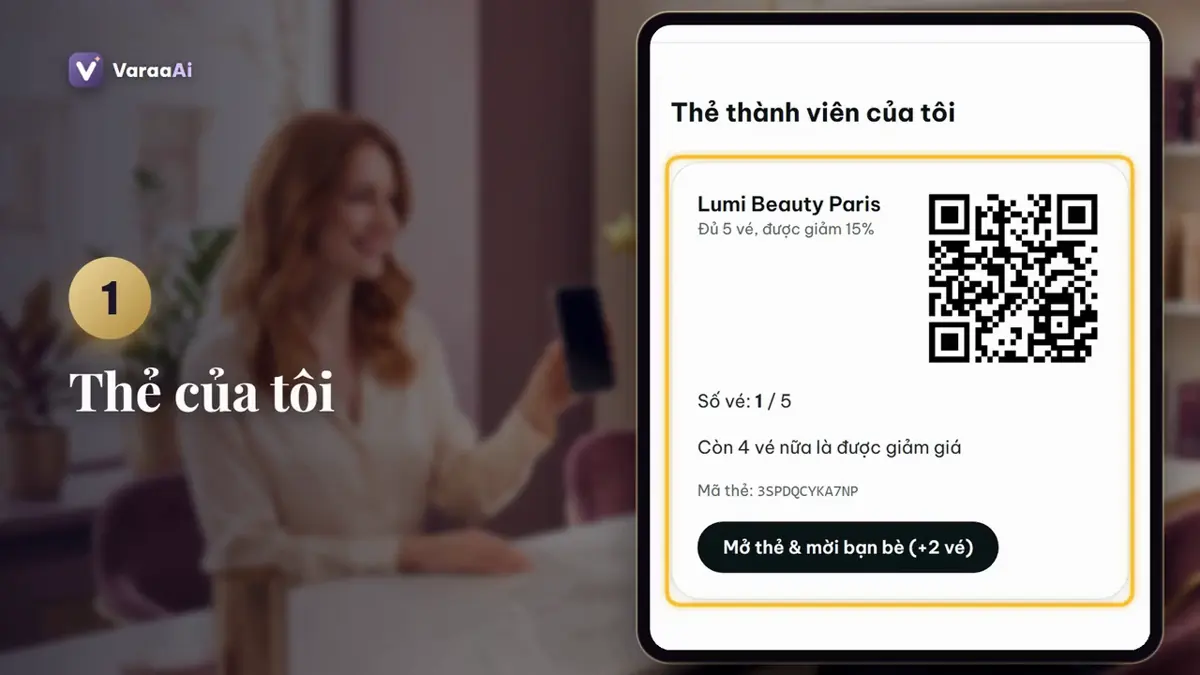 VaraaAi
1
Thẻ của tôi
Thẻ thành viên của tôi
Lumi Beauty Paris
Đủ 5 vé, được giảm 15%
Số vé: 1 / 5
Còn 4 vé nữa là được giảm giá
Mã thẻ: 3SPDQCYKA7NP
Mở thẻ & mời bạn bè (+2 vé)